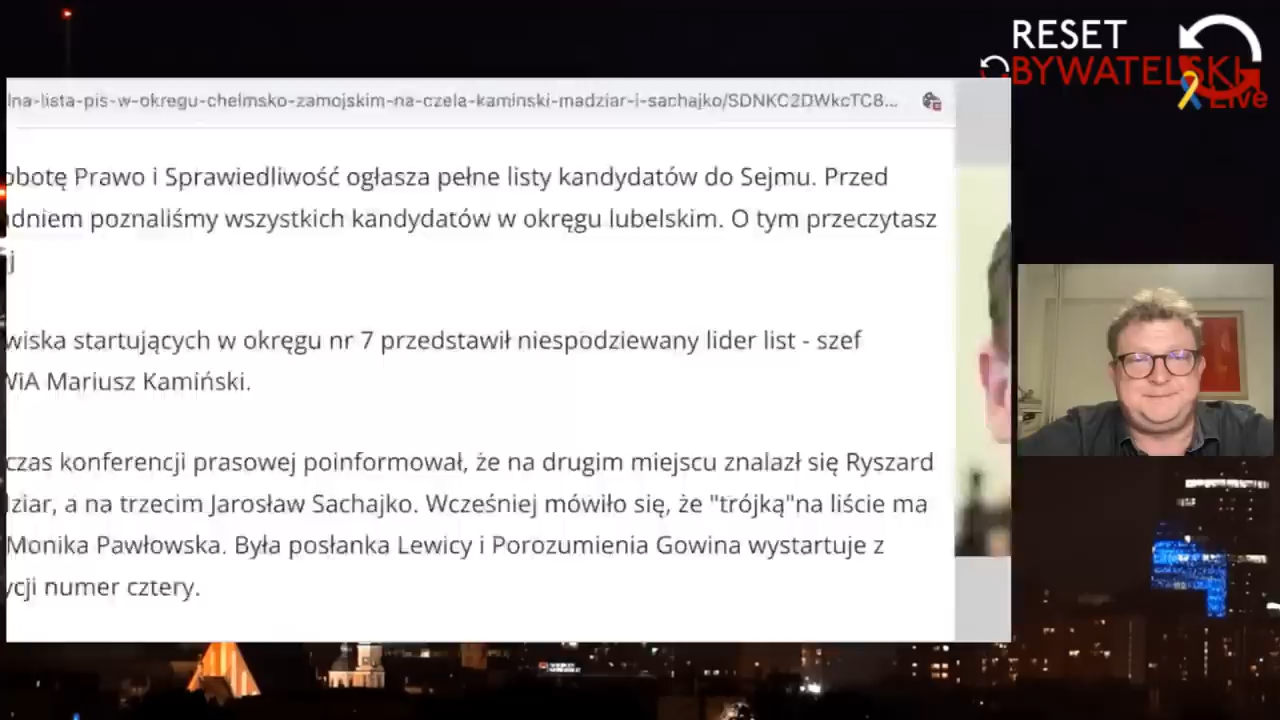 RESET
OBYWATELSKI
Live
lna-lista-pis-w-okregu-chelmsko-zamojskim-na-czela-kaminski-madziar-i-sachajko/SDNKC2DWkcTC8...
obotę Prawo i Sprawiedliwość ogłasza pełne listy kandydatów do Sejmu. Przed
dniem poznaliśmy wszystkich kandydatów w okręgu lubelskim. O tym przeczytasz
j
wiska startujących w okręgu nr 7 przedstawił niespodziewany lider list - szef
WiA Mariusz Kamiński.
czas konferencji prasowej poinformował, że na drugim miejscu znalazł się Ryszard
dziar, a na trzecim Jarosław Sachajko. Wcześniej mówiło się, że "trójką"na liście ma
Monika Pawłowska. Była posłanka Lewicy i Porozumienia Gowina wystartuje z
ycji numer cztery.